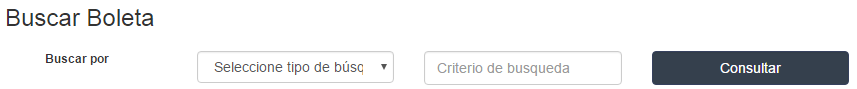 Buscar Boleta
Buscar por Seleccione tipo de búsq Criterio de busqueda Consultar